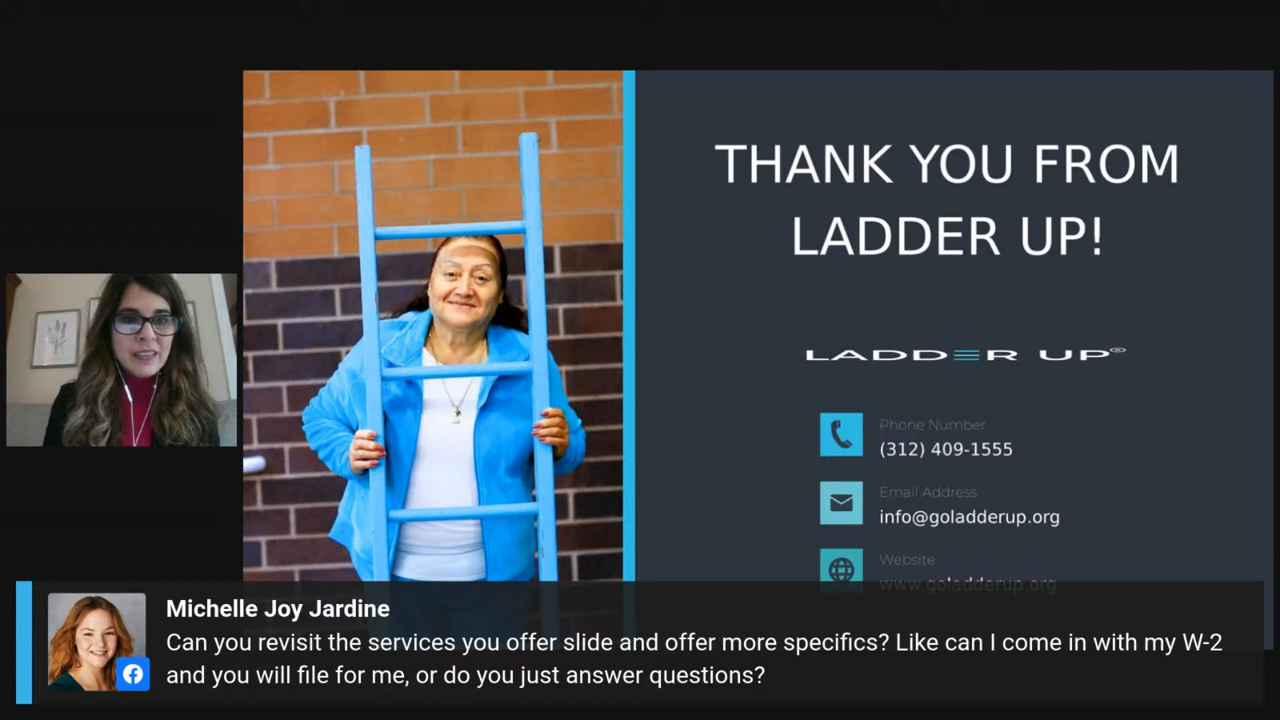 THANK YOU FROM
LADDER UP!
LADDER UP®
Phone Number
(312) 409-1555
Email Address
info@goladderup.org
Website
www.goladderup.org
Michelle Joy Jardine
Can you revisit the services you offer slide and offer more specifics? Like can I come in with my W-2
and you will file for me, or do you just answer questions?